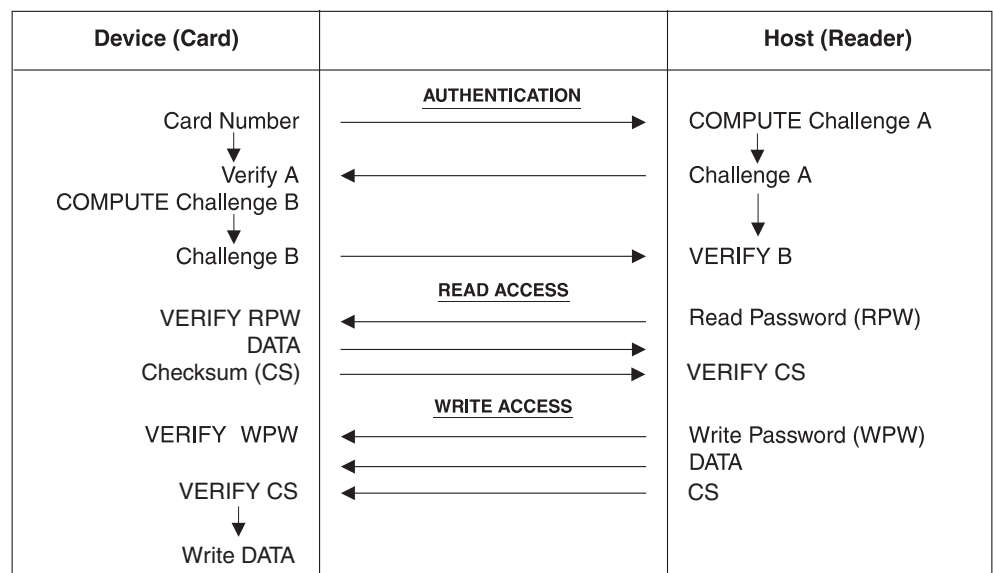 Device (Card) Host (Reader)
AUTHENTICATION
Card Number COMPUTE Challenge A
Verify A Challenge A
COMPUTE Challenge B
Challenge B VERIFY B
READ ACCESS
VERIFY RPW Read Password (RPW)
DATA
Checksum (CS) VERIFY CS
WRITE ACCESS
VERIFY WPW Write Password (WPW)
DATA
VERIFY CS CS
Write DATA